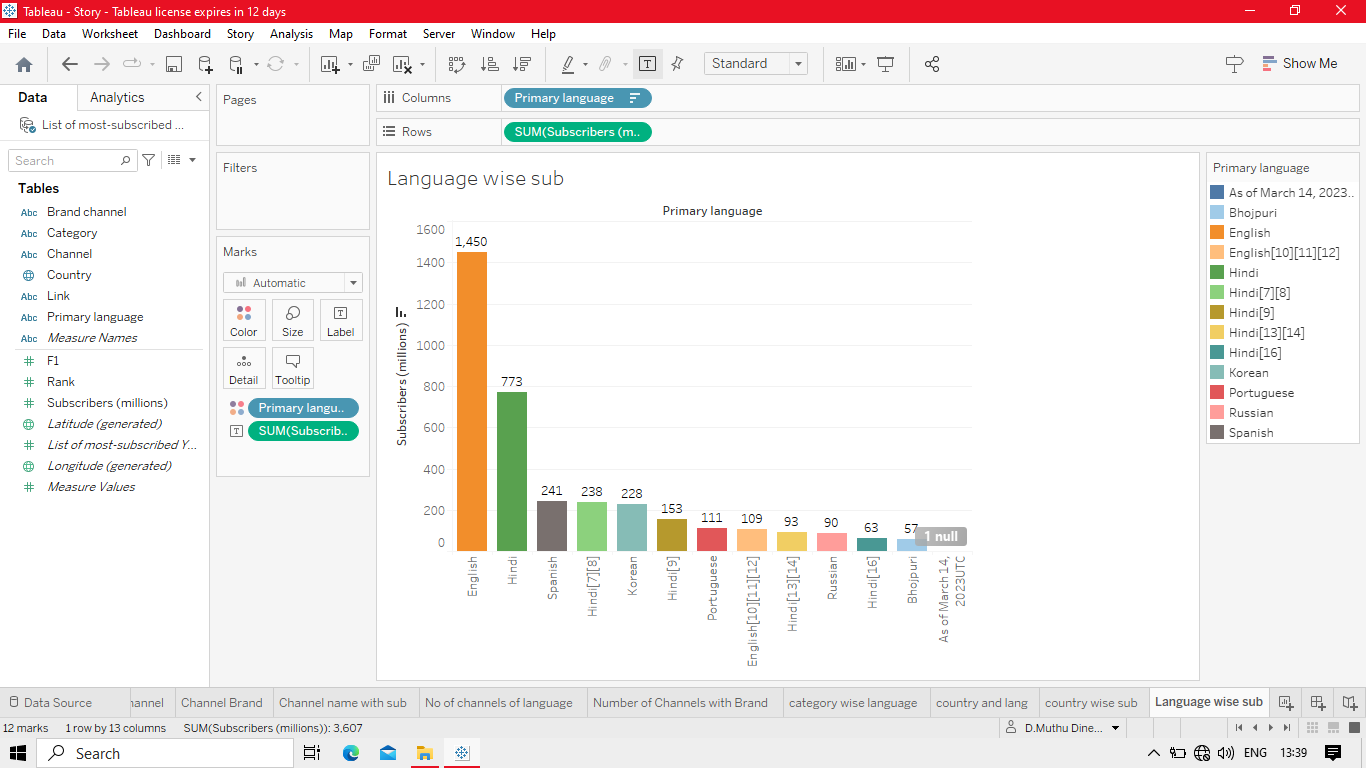 Tableau - Story - Tableau license expires in 12 days
File Data Worksheet Dashboard Story Analysis Map Format Server Window Help
Standard
Show Me
Data Analytics
List of most-subscribed ...
Search
Tables
Abc Brand channel
Abc Category
Abc Channel
Country
Abc Link
Abc Primary language
Abc Measure Names
F1
Rank
Subscribers (millions)
Latitude (generated)
List of most-subscribed Y...
Longitude (generated)
Measure Values
Pages
Filters
Marks
Automatic
Color Size Label
Detail Tooltip
Primary langu..
SUM(Subscrib..
Columns Primary language
Rows SUM(Subscribers (m..
Language wise sub
Primary language
Subscribers (millions)
1600
1400
1200
1000
800
600
400
200
0
1,450
773
241
238
228
153
111
109
93
90
63
57
1 null
English
Hindi
Spanish
Hindi[7][8]
Korean
Hindi[9]
Portuguese
English[10][11][12]
Hindi[13][14]
Russian
Hindi[16]
Bhojpuri
As of March 14,
2023UTC
Primary language
As of March 14, 2023..
Bhojpuri
English
English[10][11][12]
Hindi
Hindi[7][8]
Hindi[9]
Hindi[13][14]
Hindi[16]
Korean
Portuguese
Russian
Spanish
Data Source annel Channel Brand Channel name with sub No of channels of language Number of Channels with Brand category wise language country and lang country wise sub Language wise sub
12 marks 1 row by 13 columns SUM(Subscribers (millions)): 3,607 D.Muthu Dine...
Search ENG 13:39